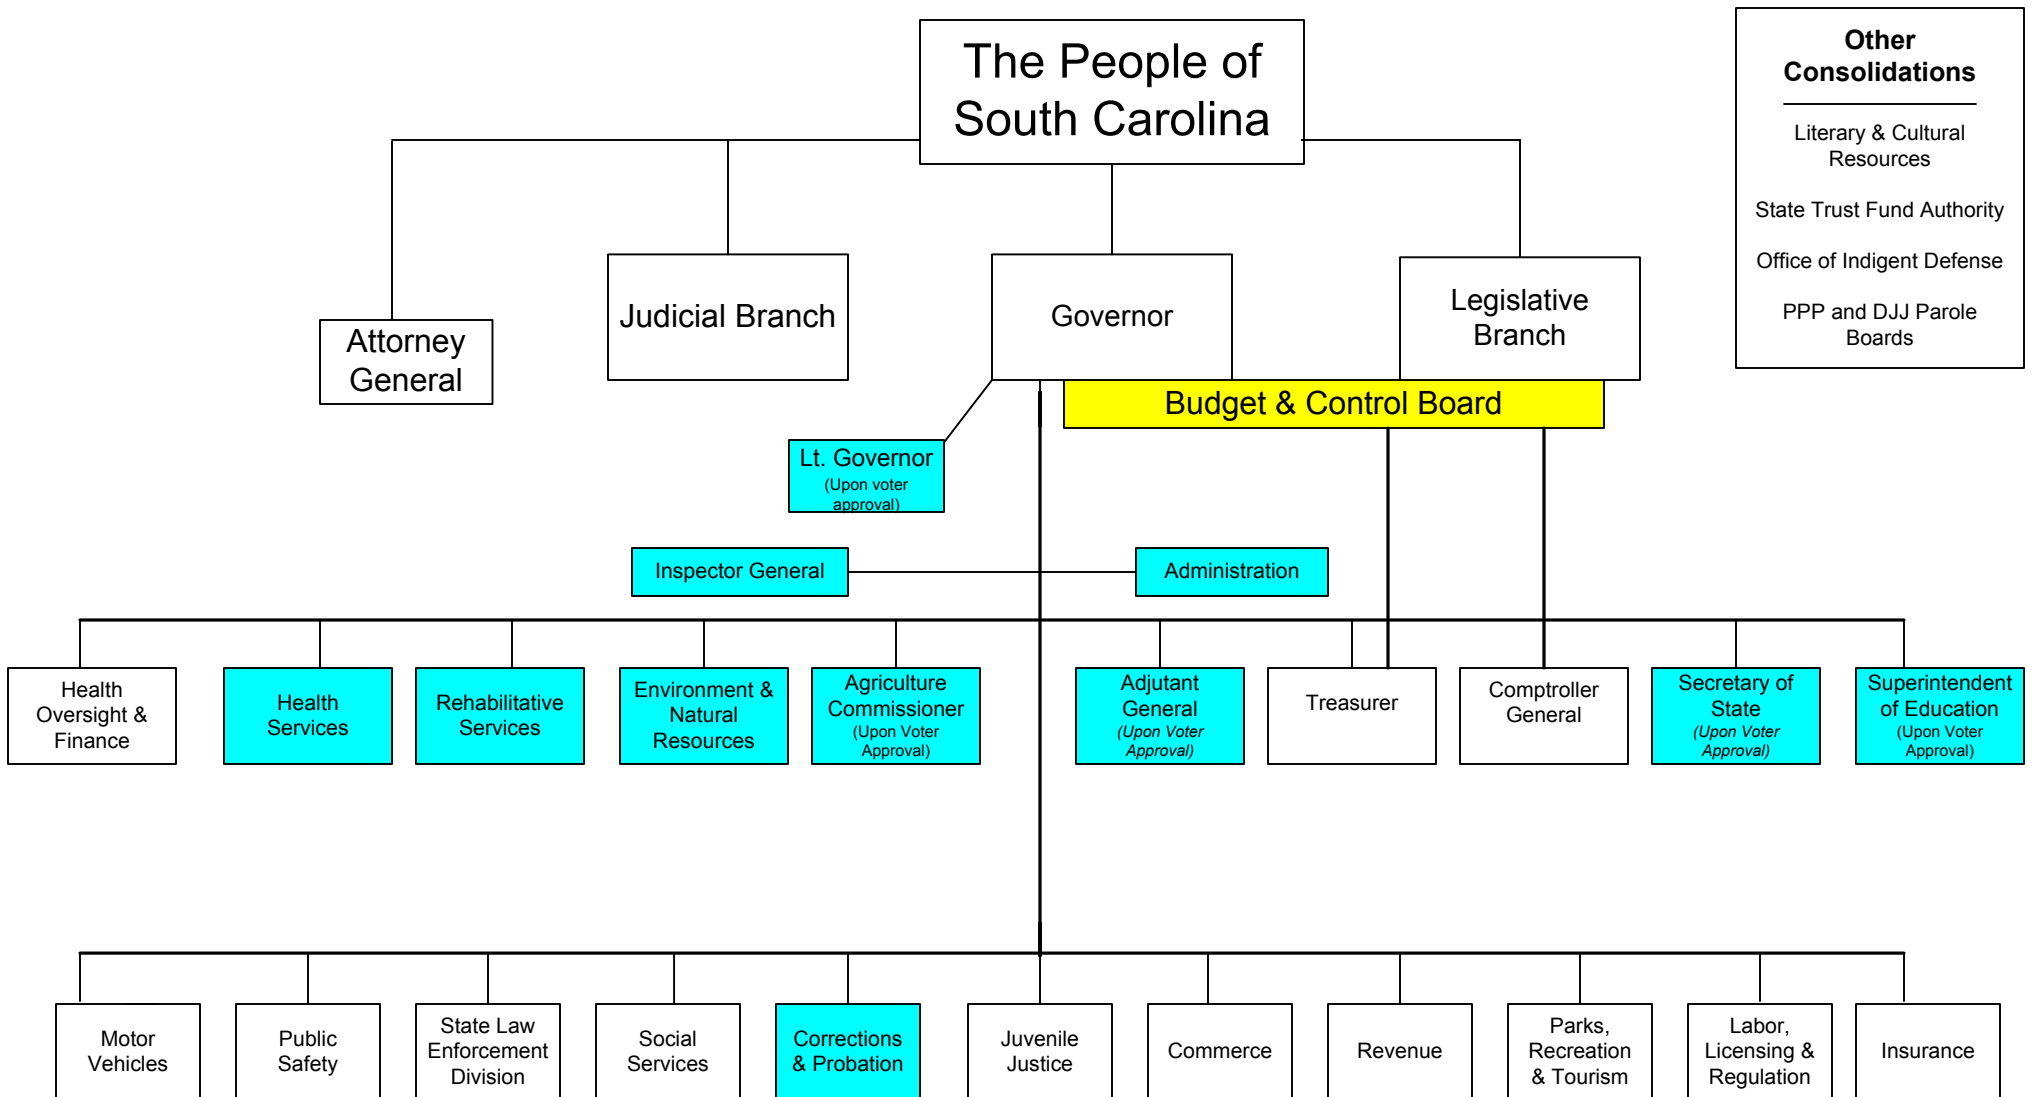 The People of
South Carolina
Other
Consolidations
Literary & Cultural
Resources
State Trust Fund Authority
Office of Indigent Defense
PPP and DJJ Parole
Boards
Attorney
General
Judicial Branch
Governor
Legislative
Branch
Budget & Control Board
Lt. Governor
(Upon voter
approval)
Inspector General
Administration
Health
Oversight &
Finance
Health
Services
Rehabilitative
Services
Environment &
Natural
Resources
Agriculture
Commissioner
(Upon Voter
Approval)
Adjutant
General
(Upon Voter
Approval)
Treasurer
Comptroller
General
Secretary of
State
(Upon Voter
Approval)
Superintendent
of Education
(Upon Voter
Approval)
Motor
Vehicles
Public
Safety
State Law
Enforcement
Division
Social
Services
Corrections
& Probation
Juvenile
Justice
Commerce
Revenue
Parks,
Recreation
& Tourism
Labor,
Licensing &
Regulation
Insurance